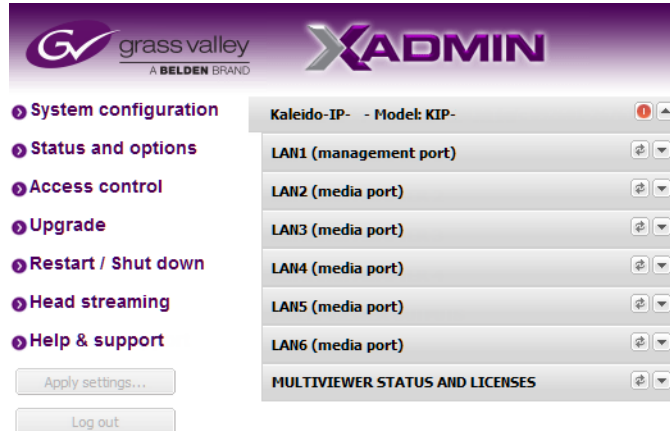 GV grass valley
A BELDEN BRAND
XADMIN
System configuration
Status and options
Access control
Upgrade
Restart / Shut down
Head streaming
Help & support
Apply settings...
Log out
Kaleido-IP- - Model: KIP-
LAN1 (management port)
LAN2 (media port)
LAN3 (media port)
LAN4 (media port)
LAN5 (media port)
LAN6 (media port)
MULTIVIEWER STATUS AND LICENSES